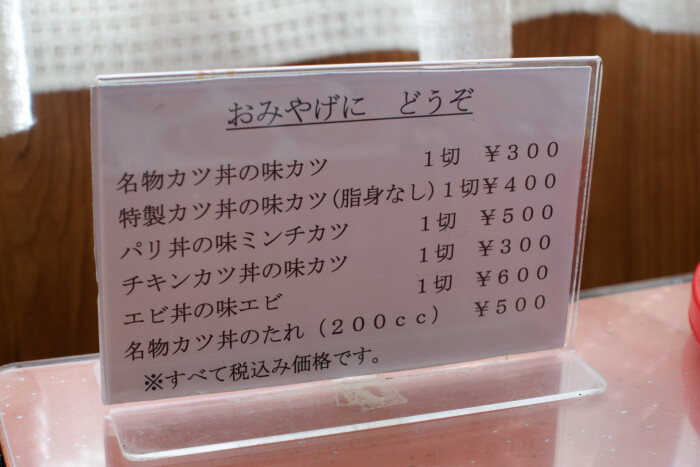 おみやげに　どうぞ
名物カツ丼の味カツ　1切　¥300
特製カツ丼の味カツ(脂身なし)1切¥400
パリ丼の味ミンチカツ　1切　¥500
チキンカツ丼の味カツ　1切　¥300
エビ丼の味エビ　1切　¥600
名物カツ丼のたれ（200cc）　¥500
※すべて税込み価格です。